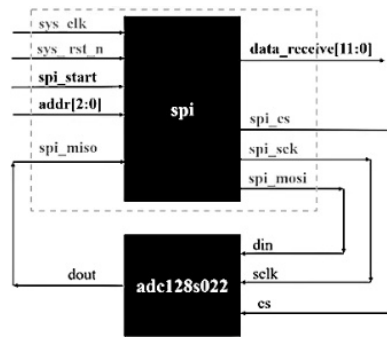 sys_clk
sys_rst_n
spi_start
addr[2:0]
spi_miso
spi
data_receive[11:0]
spi_cs
spi_sck
spi_mosi
din
sclk
cs
dout
adc128s022